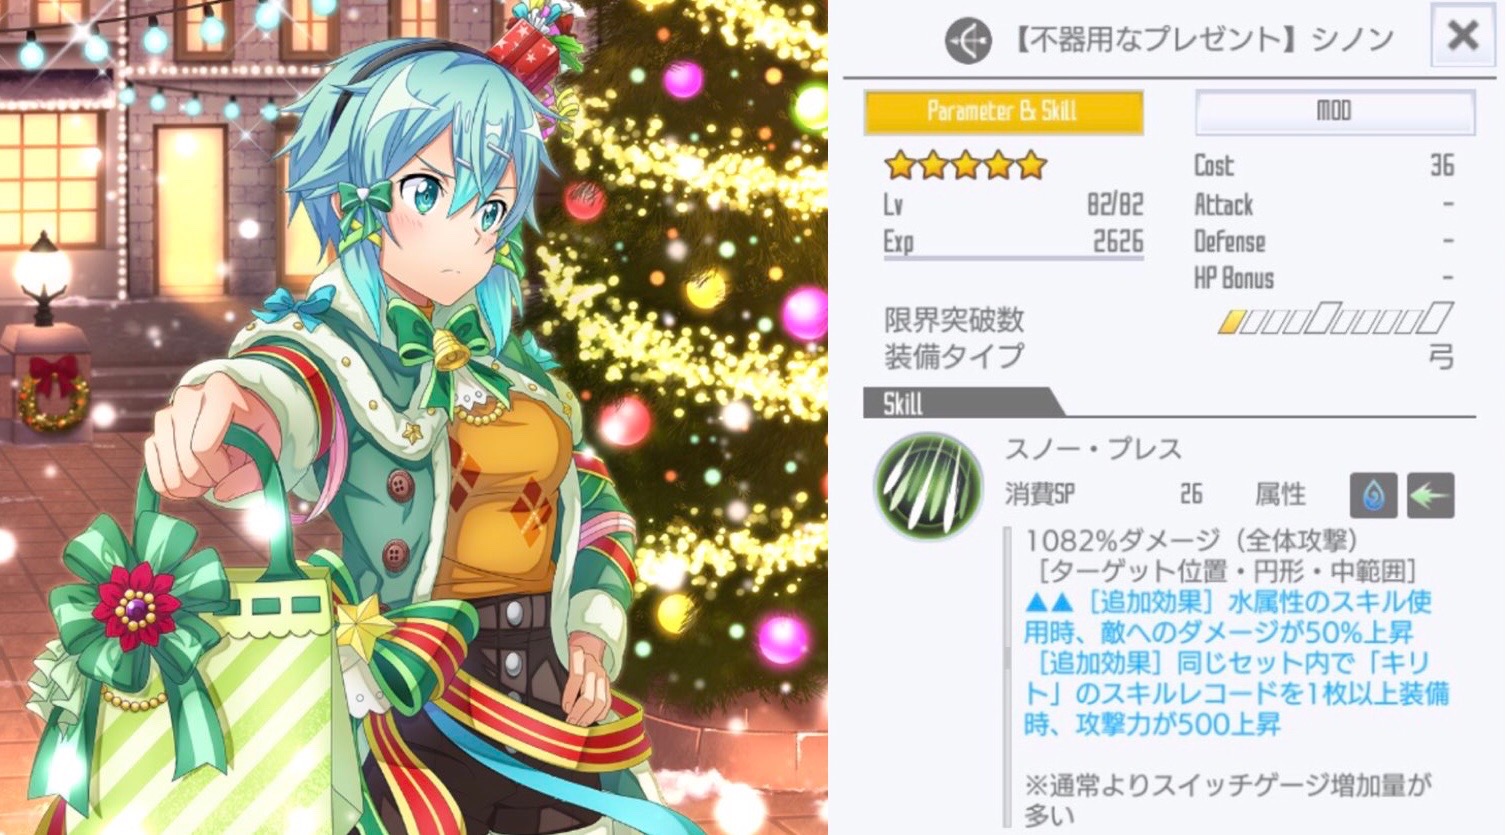 【不器用なプレゼント】シノン
Parameter & Skill
MOD
Cost 36
Lv 82/82
Attack -
Exp 2626
Defense -
HP Bonus -
限界突破数
装備タイプ 弓
Skill
スノー・プレス
消費SP 26 属性
1082%ダメージ（全体攻撃）
［ターゲット位置・円形・中範囲］
▲▲［追加効果］水属性のスキル使
用時、敵へのダメージが50%上昇
［追加効果］同じセット内で「キリ
ト」のスキルレコードを1枚以上装備
時、攻撃力が500上昇
※通常よりスイッチゲージ増加量が
多い